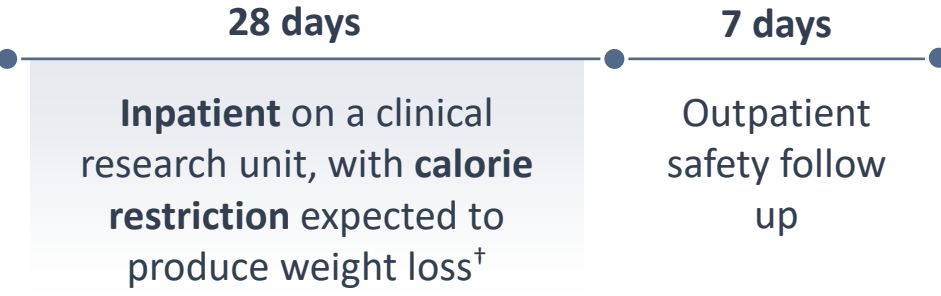 28 days
7 days
Inpatient on a clinical
research unit, with calorie
restriction expected to
produce weight loss†
Outpatient
safety follow
up